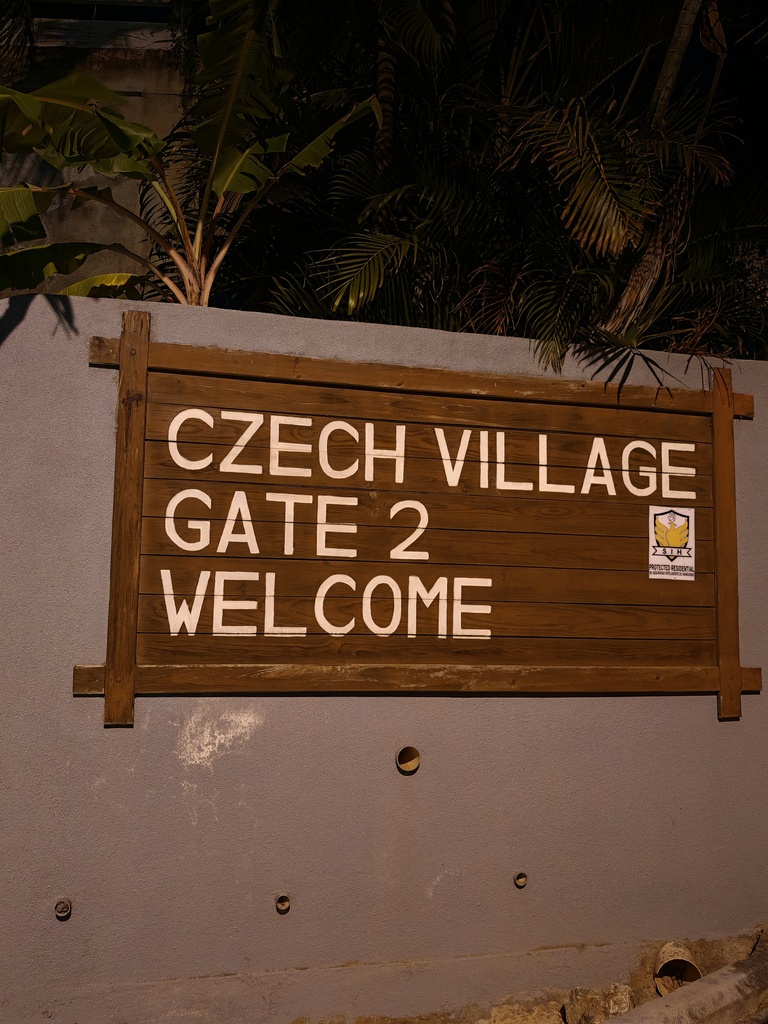 CZECH VILLAGE
GATE 2
WELCOME
SIH
PROTECTED RESIDENTIAL